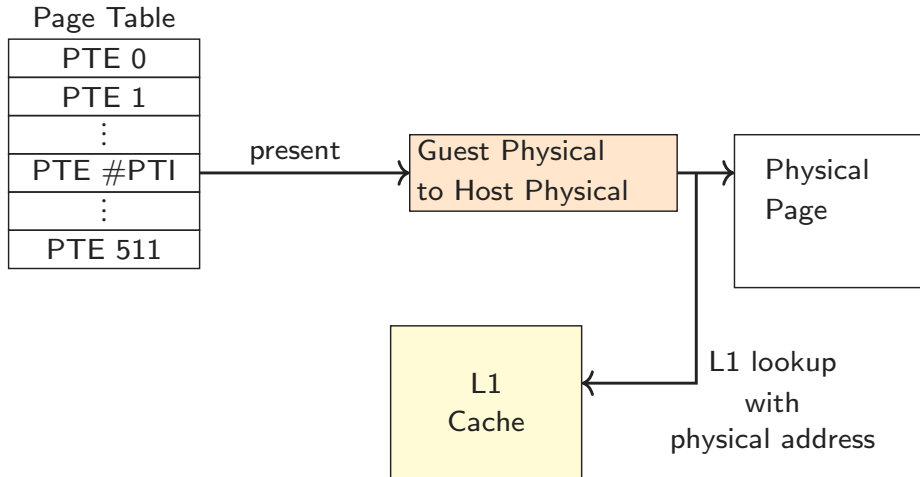 Page Table
PTE 0
PTE 1
⋮
PTE #PTI
⋮
PTE 511
present
Guest Physical
to Host Physical
Physical
Page
L1
Cache
L1 lookup
with
physical address